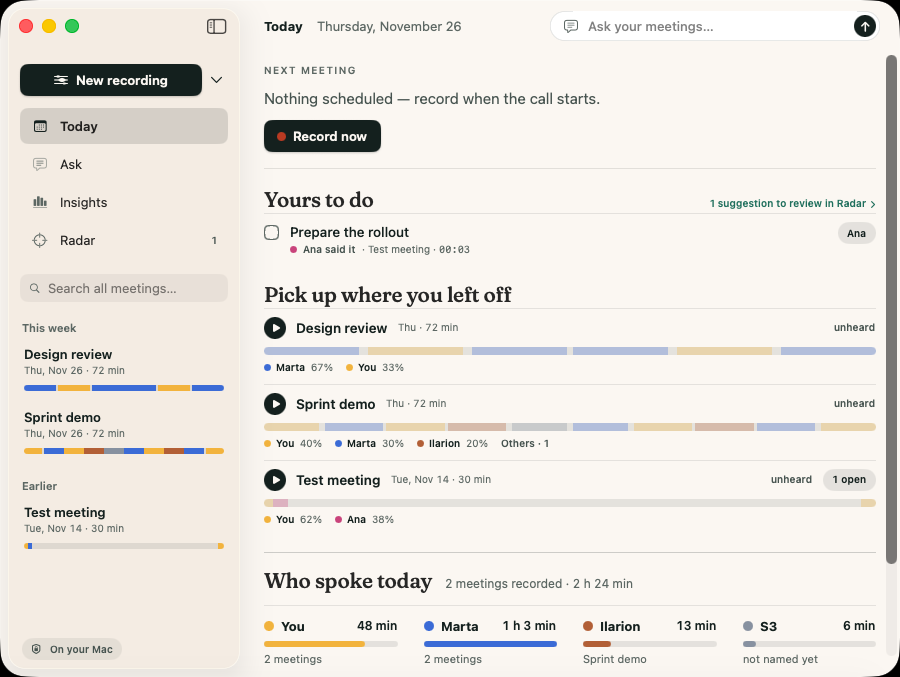 New recording
Today
Ask
Insights
Radar 1
Search all meetings...
This week
Design review
Thu, Nov 26 · 72 min
Sprint demo
Thu, Nov 26 · 72 min
Earlier
Test meeting
Tue, Nov 14 · 30 min
On your Mac
Today Thursday, November 26
Ask your meetings...
NEXT MEETING
Nothing scheduled — record when the call starts.
Record now
Yours to do
1 suggestion to review in Radar >
Prepare the rollout
Ana
Ana said it · Test meeting · 00:03
Pick up where you left off
Design review Thu · 72 min unheard
Marta 67% You 33%
Sprint demo Thu · 72 min unheard
You 40% Marta 30% Ilarion 20% Others · 1
Test meeting Tue, Nov 14 · 30 min unheard 1 open
You 62% Ana 38%
Who spoke today 2 meetings recorded · 2 h 24 min
You 48 min Marta 1 h 3 min Ilarion 13 min S3 6 min
2 meetings 2 meetings Sprint demo not named yet